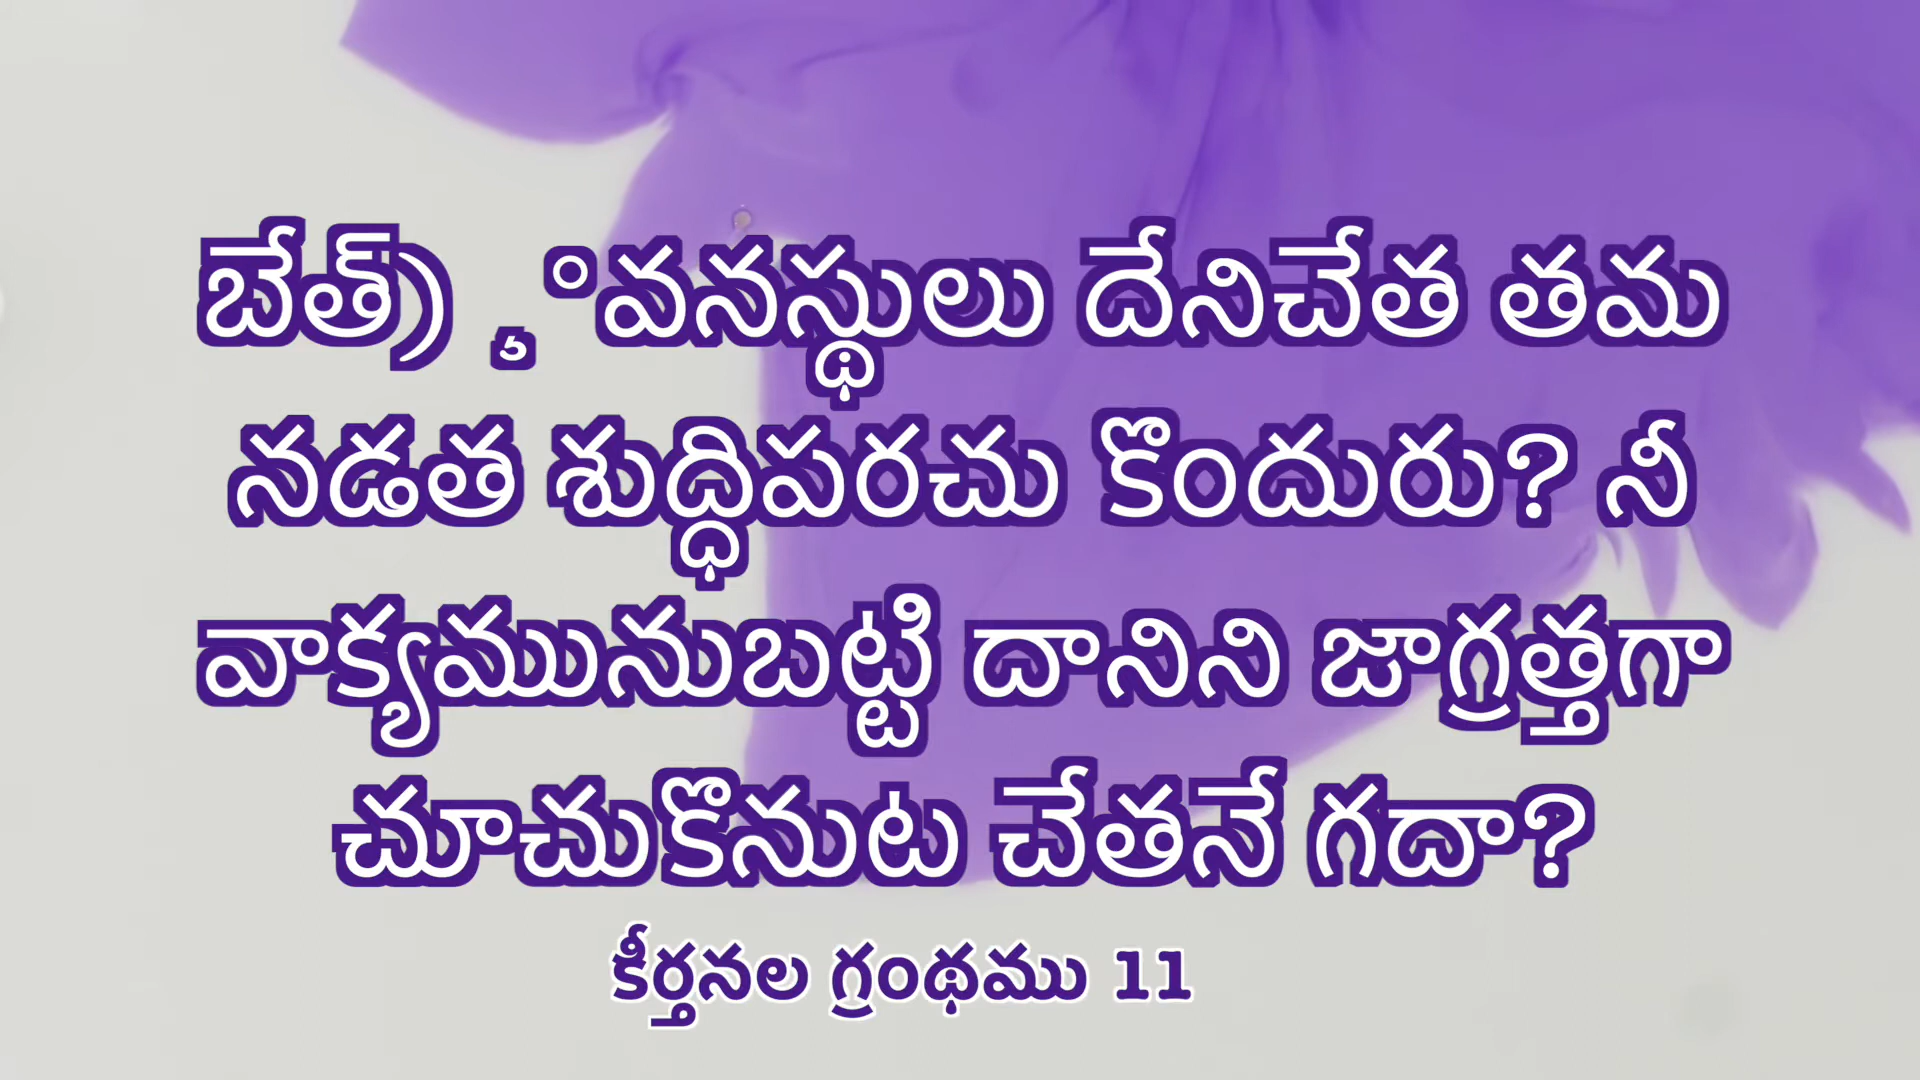 బేత్) ్వనస్థులు దేనిచేత తమ
నడత శుద్ధిపరచు కొందురు? నీ
వాక్యమునుబట్టి దానిని జాగ్రత్తగా
చూచుకొనుట చేతనే గదా?
కీర్తనల గ్రంథము 11